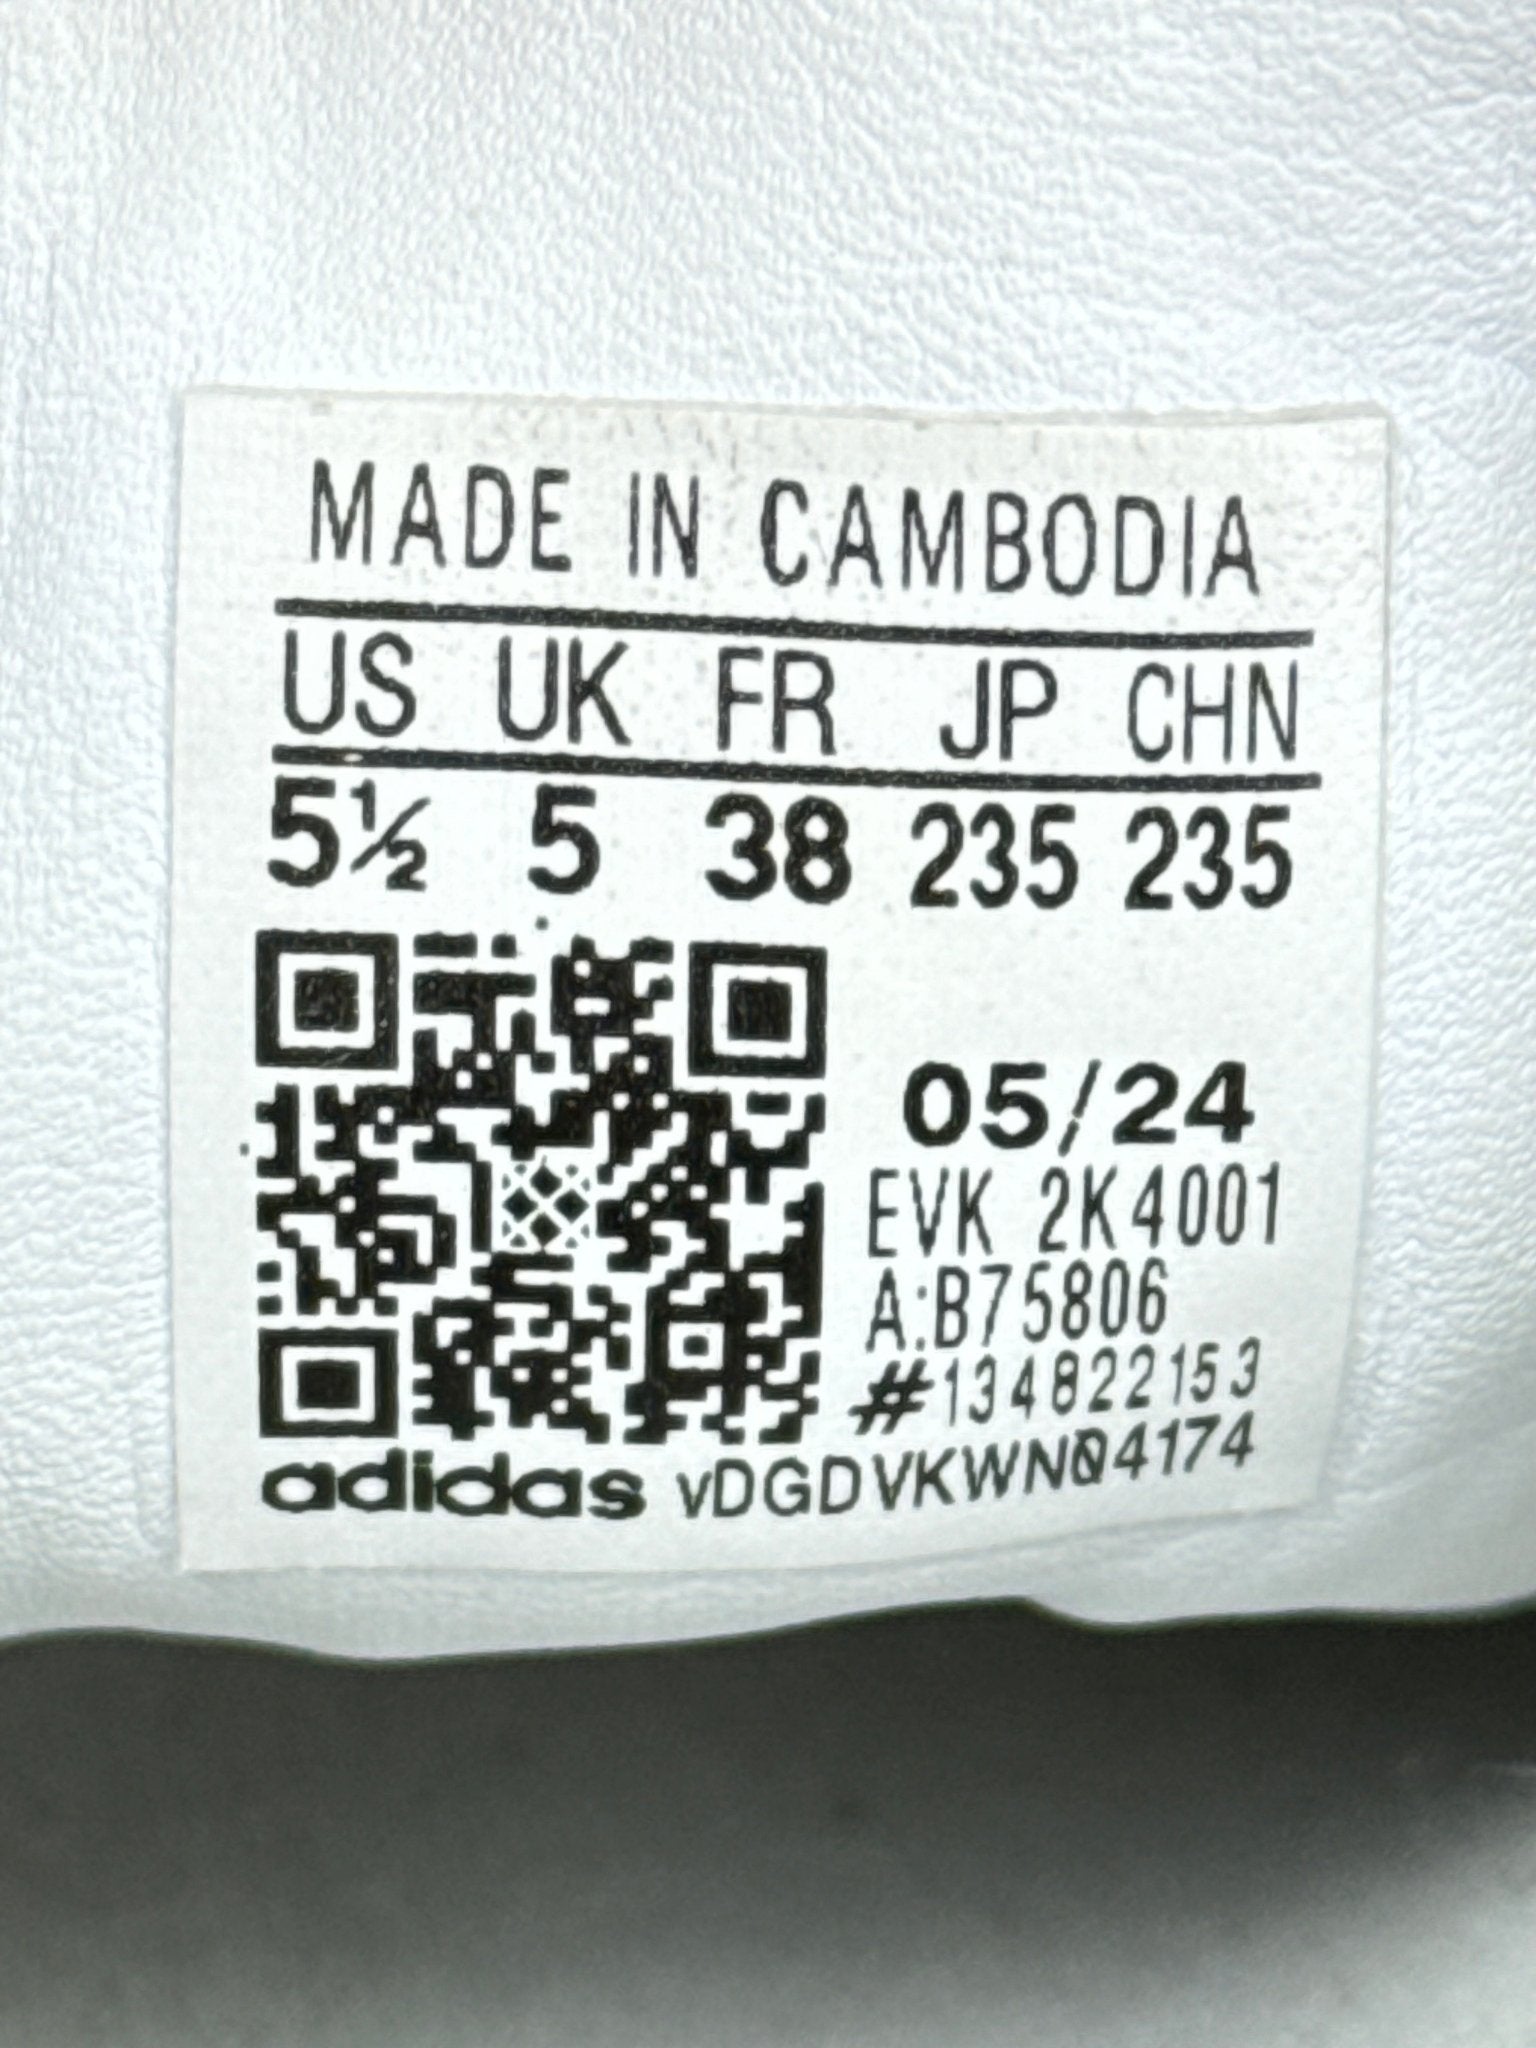 MADE IN CAMBODIA
US UK FR JP CHN
5½ 5 38 235 235
05/24
EVK 2K4001
A:B75806
#134822153
adidas vDGDVKWNQ4174